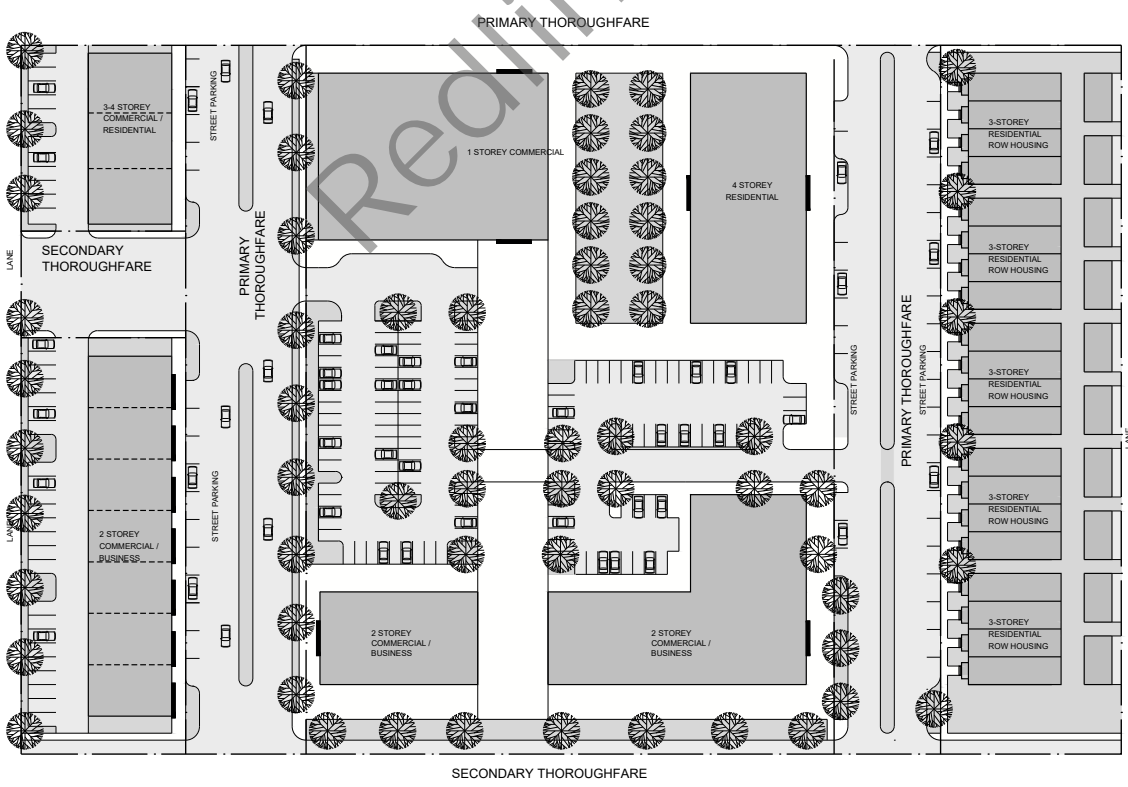 PRIMARY THOROUGHFARE
Redlin
3-4 STOREY
COMMERCIAL /
RESIDENTIAL
STREET PARKING
1 STOREY COMMERCIAL
4 STOREY
RESIDENTIAL
3-STOREY
RESIDENTIAL
ROW HOUSING
LANE
SECONDARY
THOROUGHFARE
PRIMARY
THOROUGHFARE
3-STOREY
RESIDENTIAL
ROW HOUSING
PRIMARY THOROUGHFARE
STREET PARKING
STREET PARKING
3-STOREY
RESIDENTIAL
ROW HOUSING
LANE
LANE
2 STOREY
COMMERCIAL /
BUSINESS
STREET PARKING
3-STOREY
RESIDENTIAL
ROW HOUSING
2 STOREY
COMMERCIAL /
BUSINESS
2 STOREY
COMMERCIAL /
BUSINESS
3-STOREY
RESIDENTIAL
ROW HOUSING
SECONDARY THOROUGHFARE